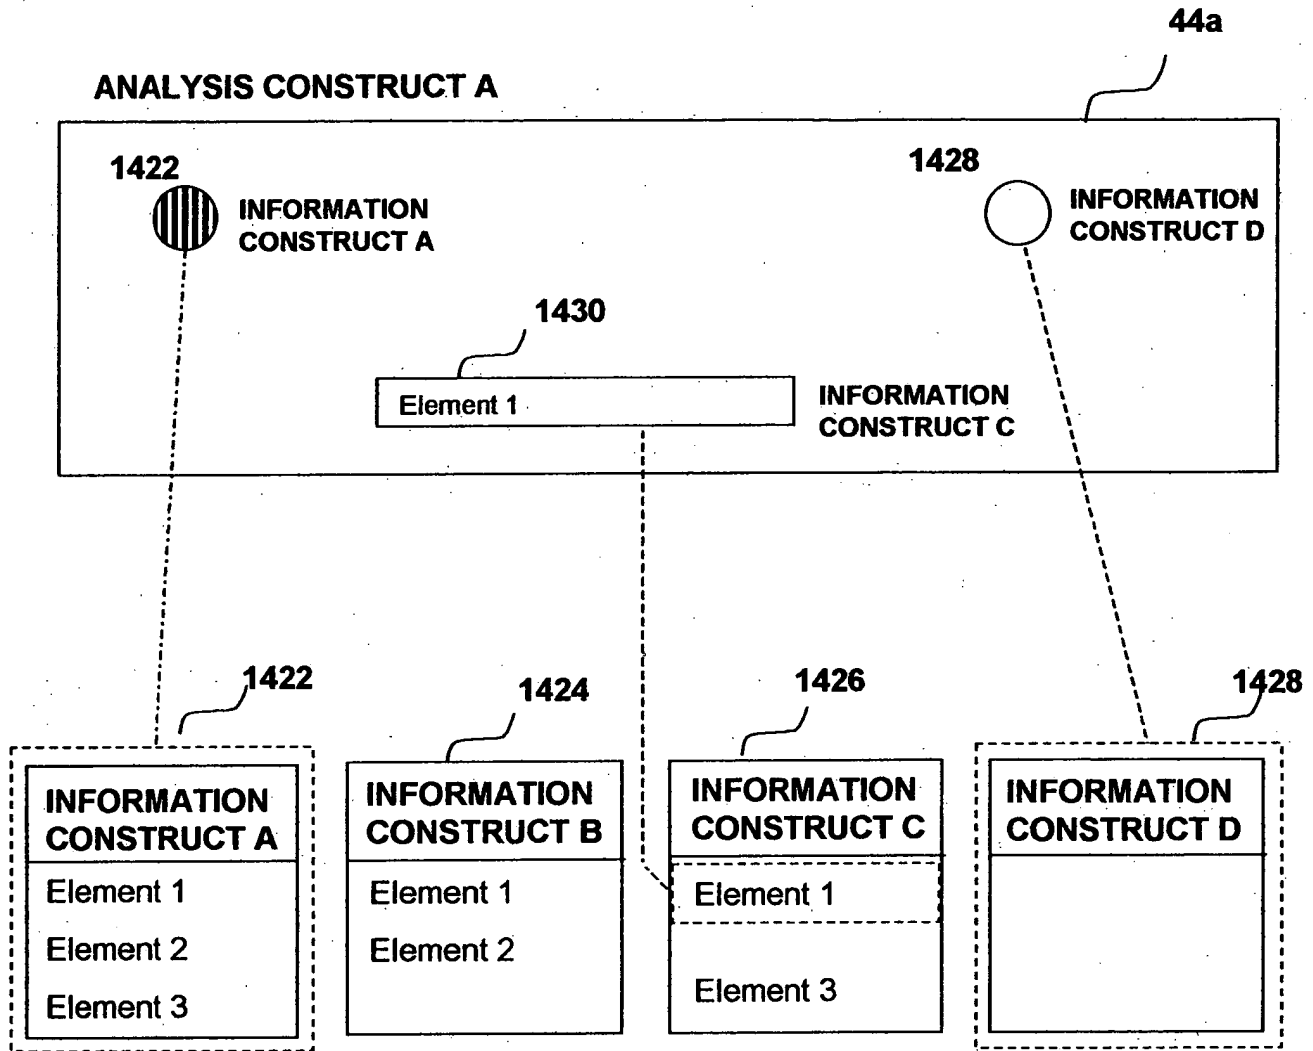 44a
ANALYSIS CONSTRUCT A
1422
INFORMATION
CONSTRUCT A
1428
INFORMATION
CONSTRUCT D
1430
Element 1
INFORMATION
CONSTRUCT C
1422
1424
1426
1428
INFORMATION
CONSTRUCT A
Element 1
Element 2
Element 3
INFORMATION
CONSTRUCT B
Element 1
Element 2
INFORMATION
CONSTRUCT C
Element 1
Element 3
INFORMATION
CONSTRUCT D